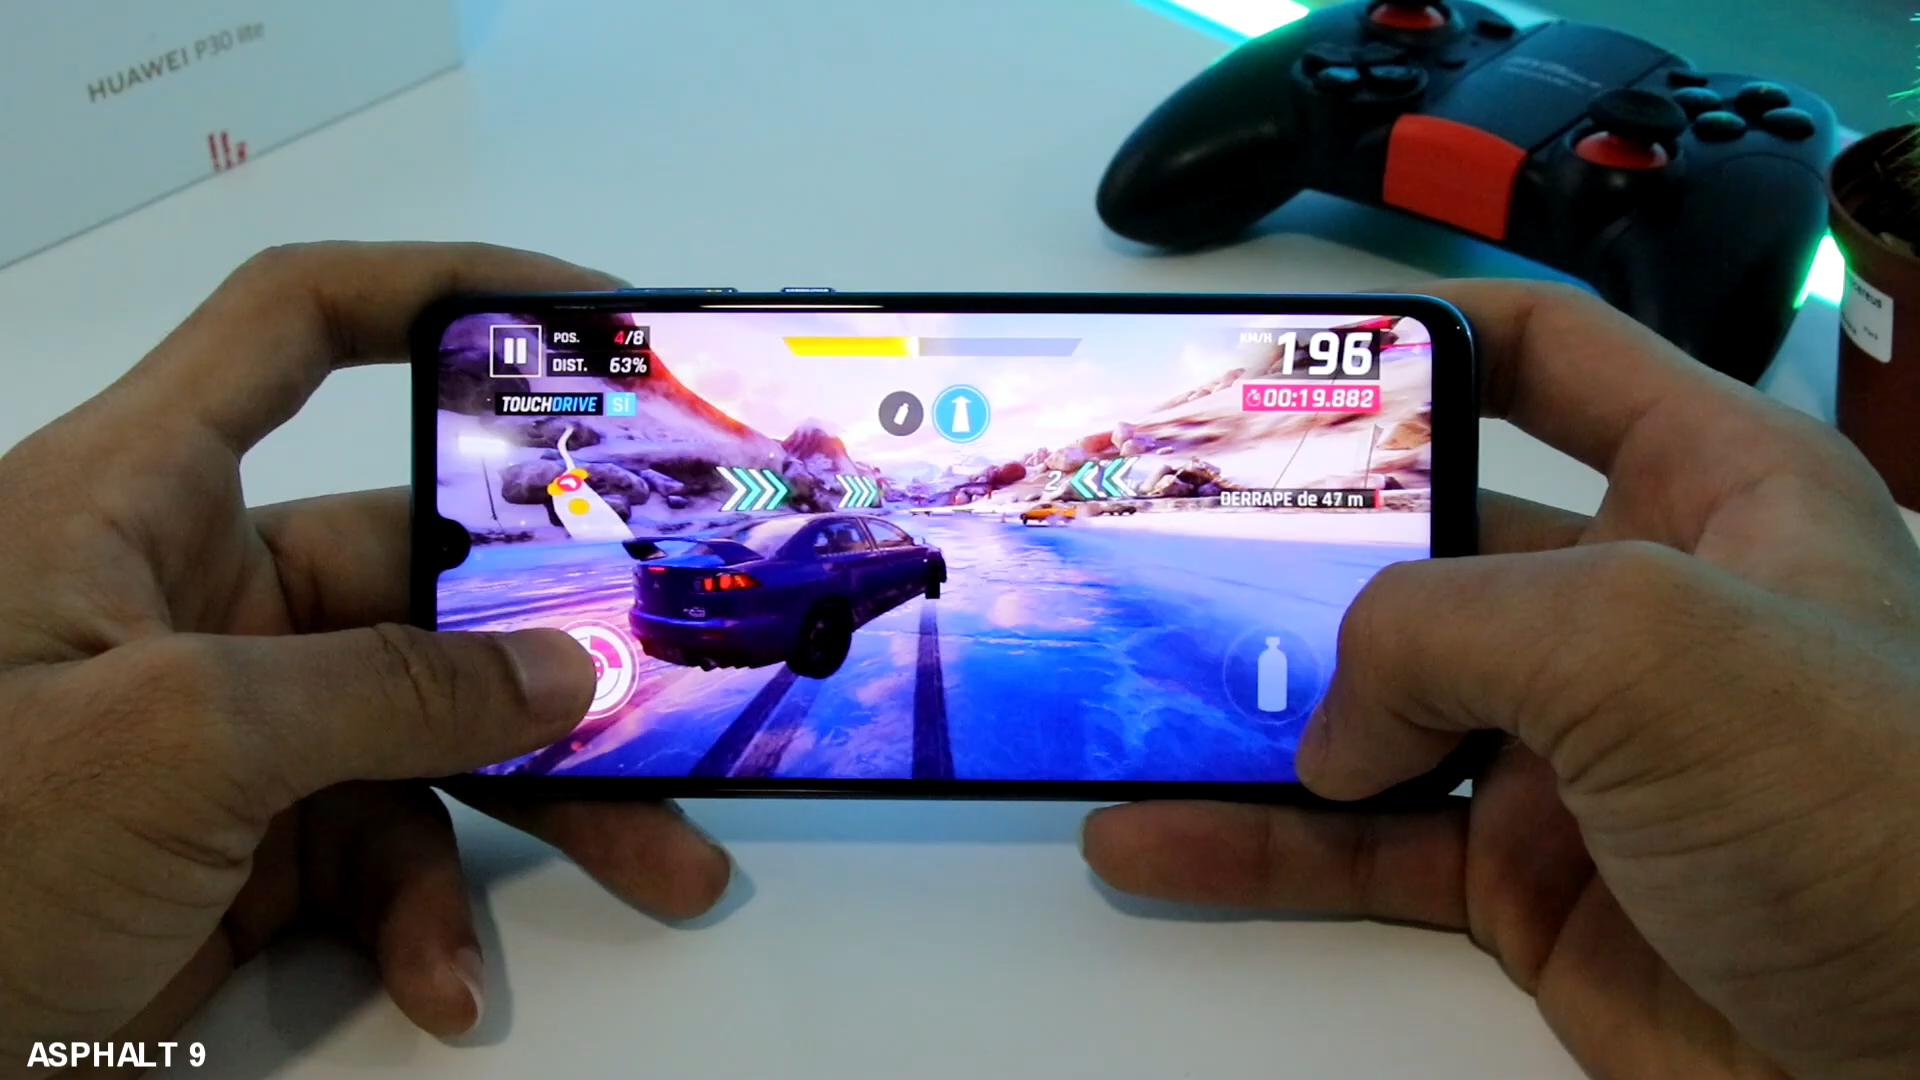 HUAWEI P30 lite
POS. 4/8
DIST. 63%
TOUCHDRIVE SÍ
KM/H 196
00:19.882
2
DERRAPE de 47 m
ASPHALT 9